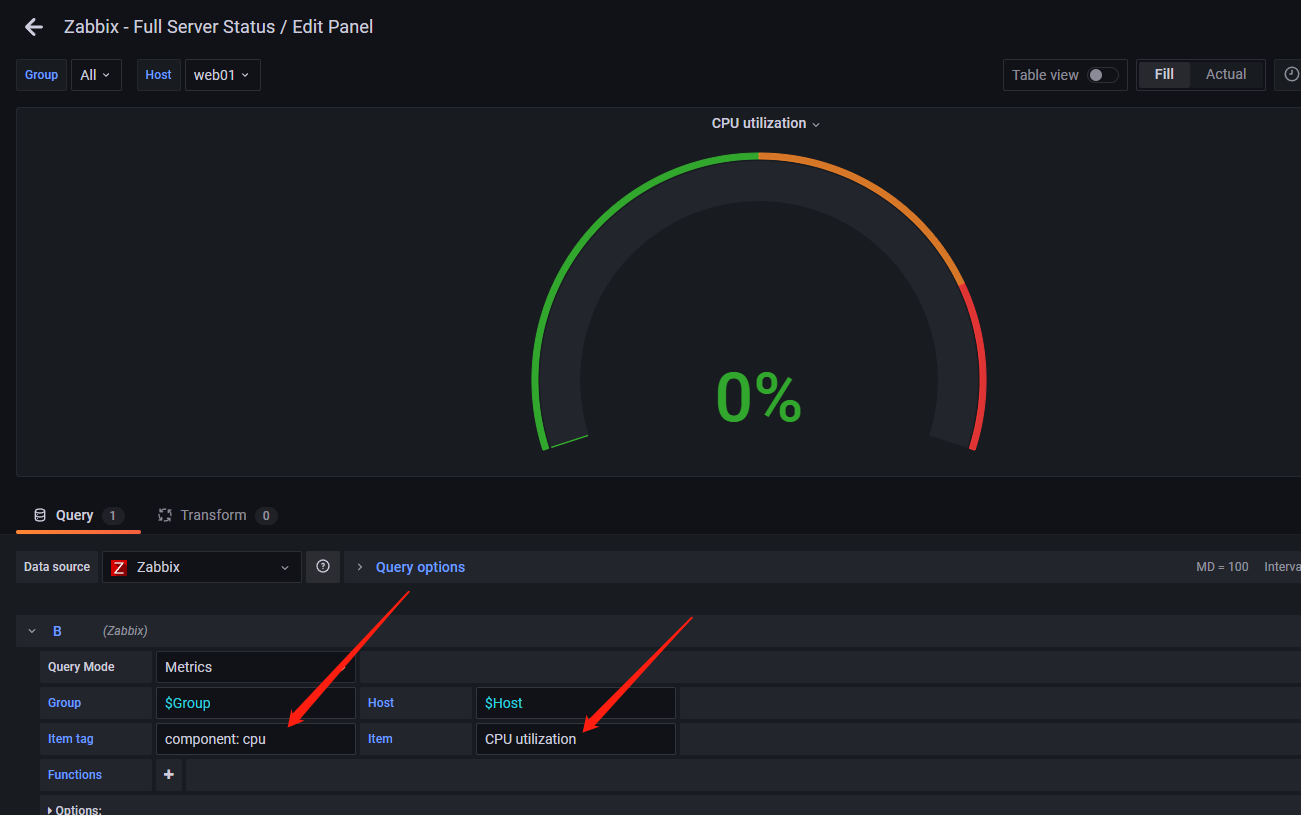 Zabbix - Full Server Status / Edit Panel
Group All Host web01 Table view Fill Actual
CPU utilization
0%
Query 1 Transform 0
Data source Zabbix Query options MD = 100 Interva
B (Zabbix)
Query Mode Metrics
Group $Group Host $Host
Item tag component: cpu Item CPU utilization
Functions +
Options: